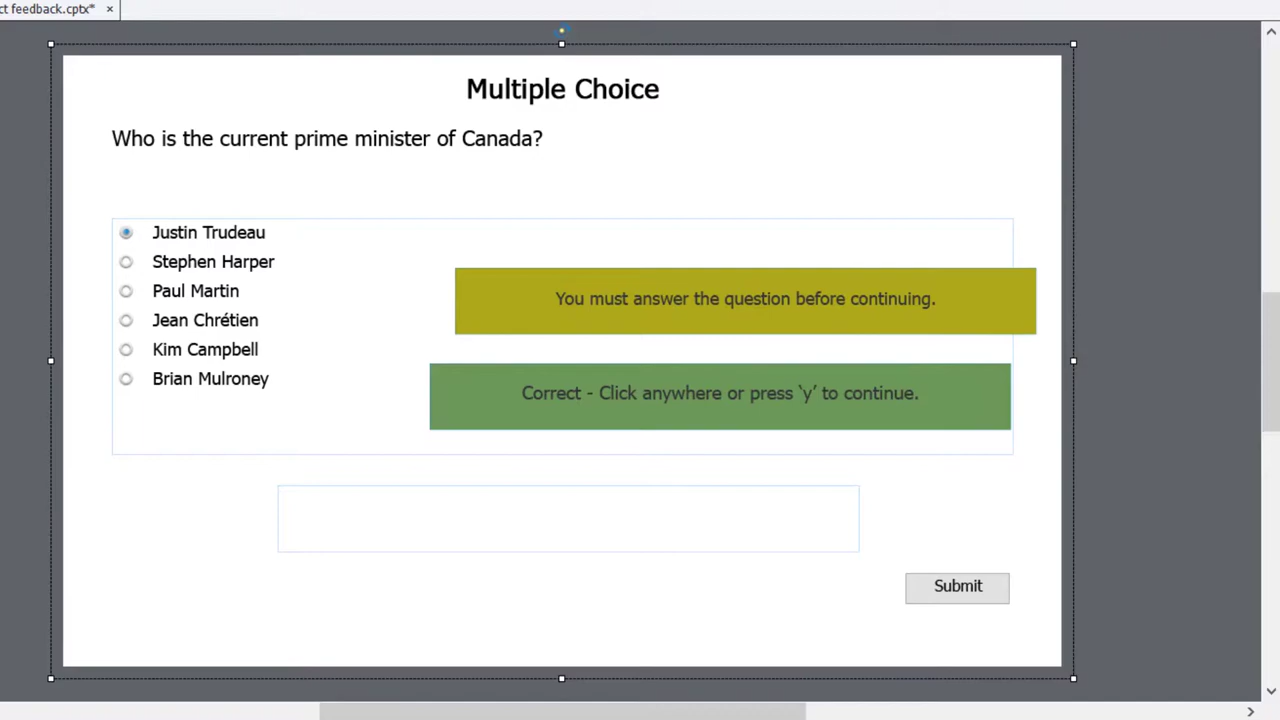 ct feedback.cptx* ×
Multiple Choice
Who is the current prime minister of Canada?
Justin Trudeau
Stephen Harper
Paul Martin
Jean Chrétien
Kim Campbell
Brian Mulroney
You must answer the question before continuing.
Correct - Click anywhere or press ‘y’ to continue.
Submit